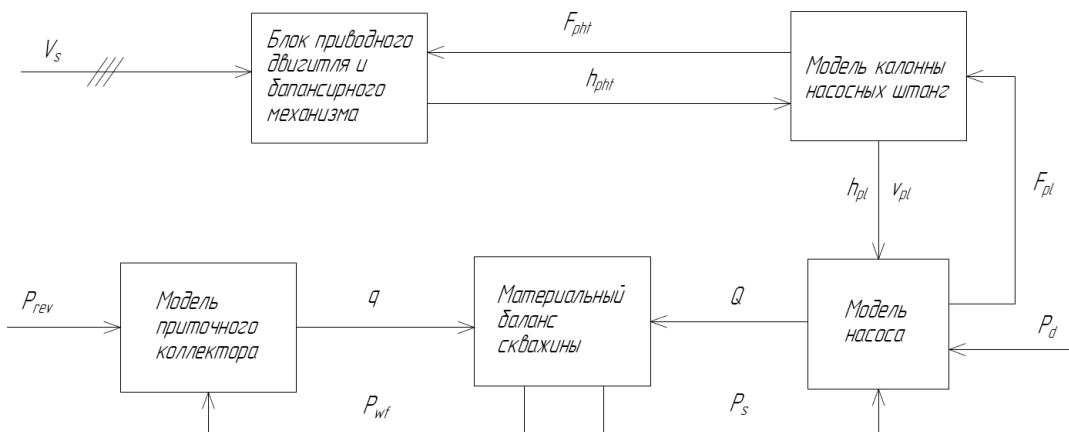 V_s
Блок приводного
двигитля и
бапансирного
механизма
F_pht
h_pht
Модель калонны
насосных штанг
h_pl
v_pl
F_pl
P_rev
Модель
приточного
коллектора
q
Материальный
баланс
скважины
Q
Модель
насоса
P_d
P_wf
P_s